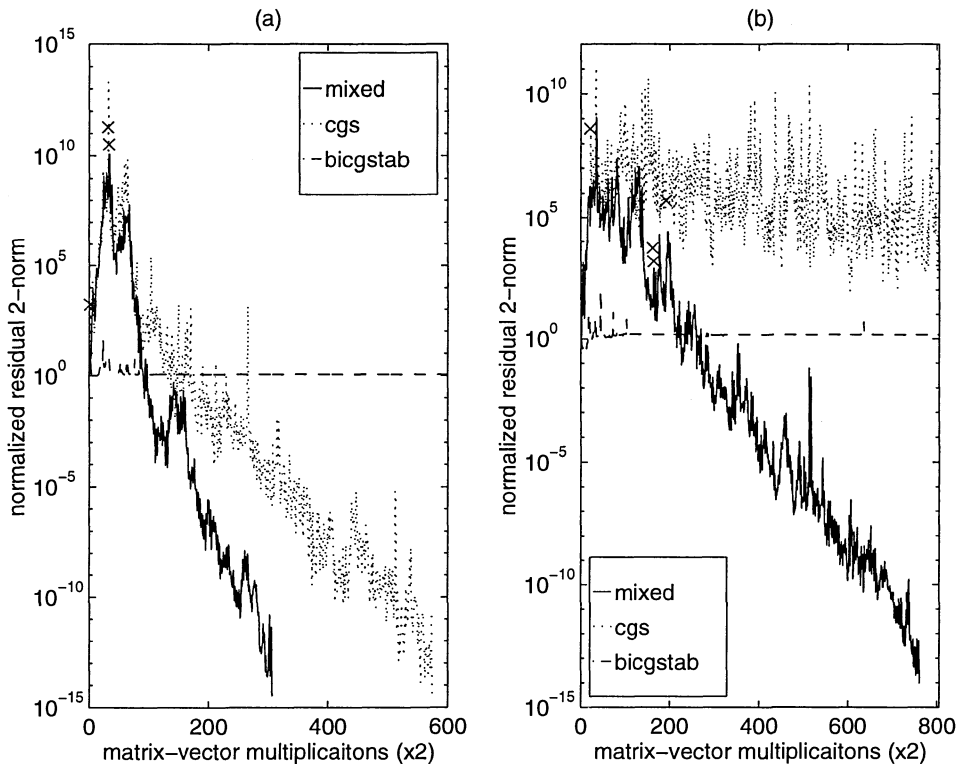 (a)
normalized residual 2-norm
10^15
10^10
10^5
10^0
10^-5
10^-10
10^-15
0
200
400
600
matrix-vector multiplicaitons (x2)
mixed
cgs
bicgstab
(b)
normalized residual 2-norm
10^10
10^5
10^0
10^-5
10^-10
10^-15
0
200
400
600
800
matrix-vector multiplicaitons (x2)
mixed
cgs
bicgstab